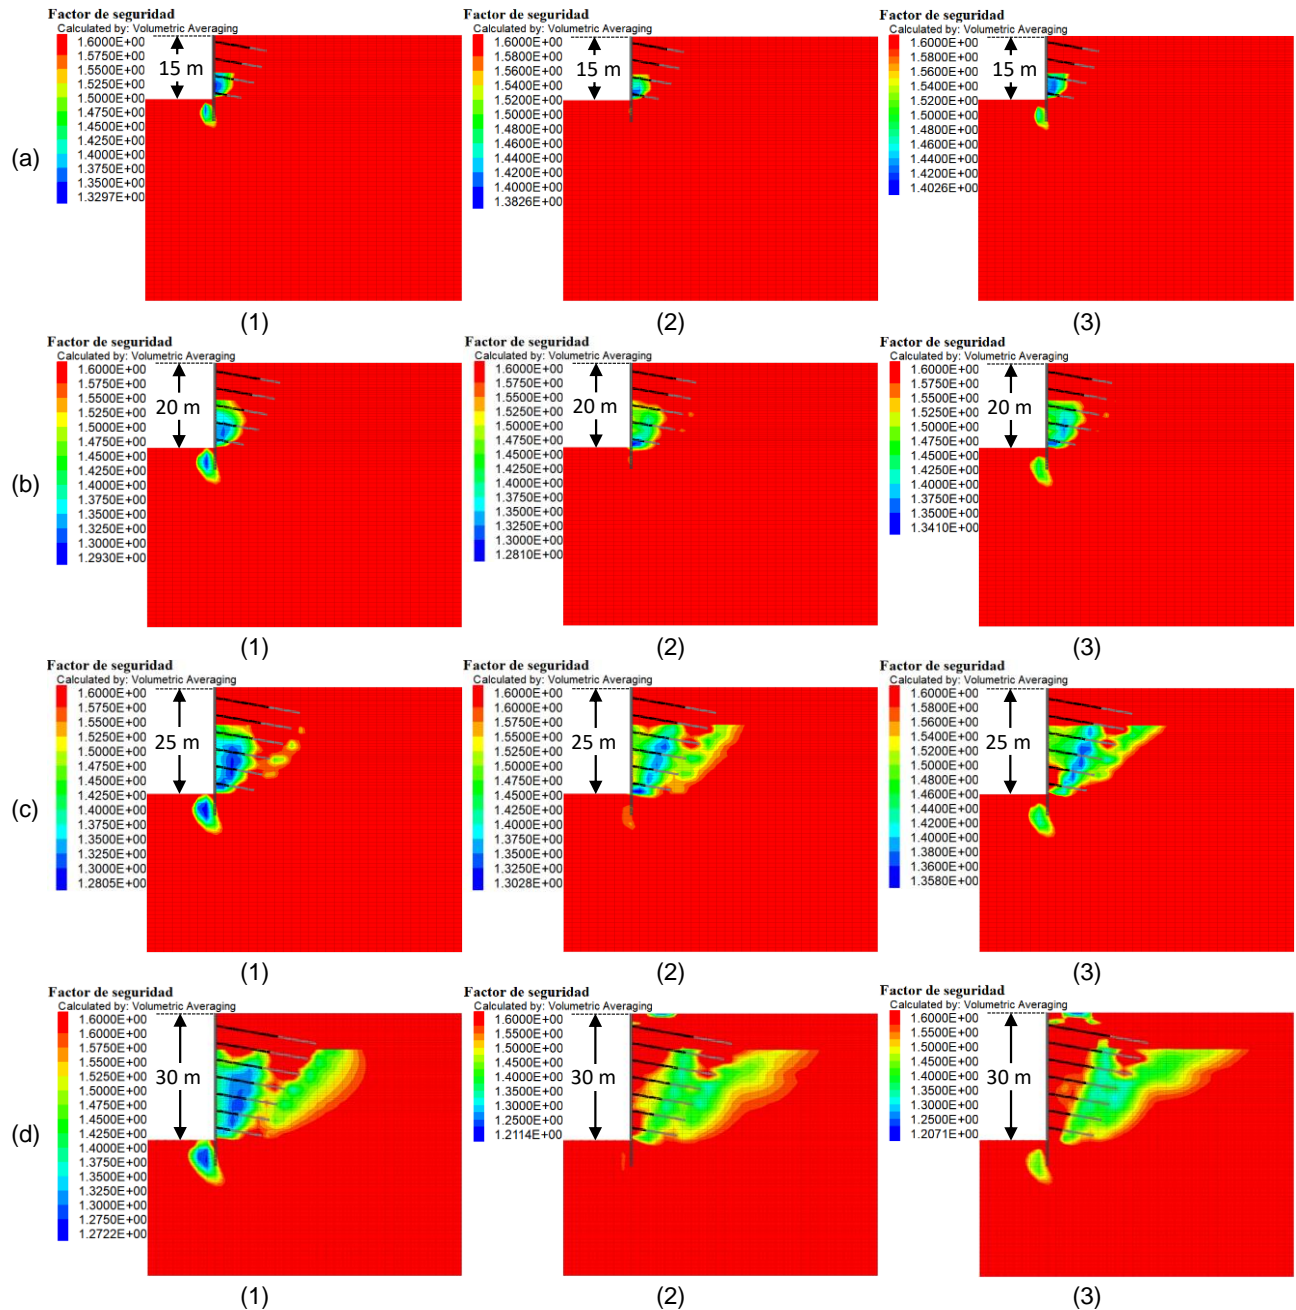 (a)
Factor de seguridad
Calculated by: Volumetric Averaging
1.6000E+00
1.5750E+00
1.5500E+00
1.5250E+00
1.5000E+00
1.4750E+00
1.4500E+00
1.4250E+00
1.4000E+00
1.3750E+00
1.3500E+00
1.3297E+00
15 m
(1)
Factor de seguridad
Calculated by: Volumetric Averaging
1.6000E+00
1.5800E+00
1.5600E+00
1.5400E+00
1.5200E+00
1.5000E+00
1.4800E+00
1.4600E+00
1.4400E+00
1.4200E+00
1.4000E+00
1.3826E+00
15 m
(2)
Factor de seguridad
Calculated by: Volumetric Averaging
1.6000E+00
1.5800E+00
1.5600E+00
1.5400E+00
1.5200E+00
1.5000E+00
1.4800E+00
1.4600E+00
1.4400E+00
1.4200E+00
1.4026E+00
15 m
(3)
(b)
Factor de seguridad
Calculated by: Volumetric Averaging
1.6000E+00
1.5750E+00
1.5500E+00
1.5250E+00
1.5000E+00
1.4750E+00
1.4500E+00
1.4250E+00
1.4000E+00
1.3750E+00
1.3500E+00
1.3250E+00
1.3000E+00
1.2930E+00
20 m
(1)
Factor de seguridad
Calculated by: Volumetric Averaging
1.6000E+00
1.5750E+00
1.5500E+00
1.5250E+00
1.5000E+00
1.4750E+00
1.4500E+00
1.4250E+00
1.4000E+00
1.3750E+00
1.3500E+00
1.3250E+00
1.3000E+00
1.2810E+00
20 m
(2)
Factor de seguridad
Calculated by: Volumetric Averaging
1.6000E+00
1.5750E+00
1.5500E+00
1.5250E+00
1.5000E+00
1.4750E+00
1.4500E+00
1.4250E+00
1.4000E+00
1.3750E+00
1.3500E+00
1.3410E+00
20 m
(3)
(c)
Factor de seguridad
Calculated by: Volumetric Averaging
1.6000E+00
1.5750E+00
1.5500E+00
1.5250E+00
1.5000E+00
1.4750E+00
1.4500E+00
1.4250E+00
1.4000E+00
1.3750E+00
1.3500E+00
1.3250E+00
1.3000E+00
1.2805E+00
25 m
(1)
Factor de seguridad
Calculated by: Volumetric Averaging
1.6000E+00
1.5750E+00
1.5500E+00
1.5250E+00
1.5000E+00
1.4750E+00
1.4500E+00
1.4250E+00
1.4000E+00
1.3750E+00
1.3500E+00
1.3250E+00
1.3028E+00
25 m
(2)
Factor de seguridad
Calculated by: Volumetric Averaging
1.6000E+00
1.5800E+00
1.5600E+00
1.5400E+00
1.5200E+00
1.5000E+00
1.4800E+00
1.4600E+00
1.4400E+00
1.4200E+00
1.4000E+00
1.3800E+00
1.3600E+00
1.3580E+00
25 m
(3)
(d)
Factor de seguridad
Calculated by: Volumetric Averaging
1.6000E+00
1.5750E+00
1.5500E+00
1.5250E+00
1.5000E+00
1.4750E+00
1.4500E+00
1.4250E+00
1.4000E+00
1.3750E+00
1.3500E+00
1.3250E+00
1.3000E+00
1.2750E+00
1.2722E+00
30 m
(1)
Factor de seguridad
Calculated by: Volumetric Averaging
1.6000E+00
1.5500E+00
1.5000E+00
1.4500E+00
1.4000E+00
1.3500E+00
1.3000E+00
1.2500E+00
1.2114E+00
30 m
(2)
Factor de seguridad
Calculated by: Volumetric Averaging
1.6000E+00
1.5500E+00
1.5000E+00
1.4500E+00
1.4000E+00
1.3500E+00
1.3000E+00
1.2500E+00
1.2071E+00
30 m
(3)